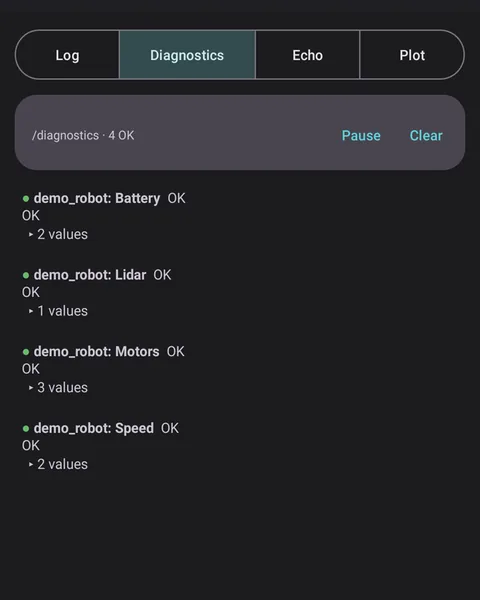 Log Diagnostics Echo Plot
/diagnostics · 4 OK Pause Clear
● demo_robot: Battery OK
OK
▸ 2 values
● demo_robot: Lidar OK
OK
▸ 1 values
● demo_robot: Motors OK
OK
▸ 3 values
● demo_robot: Speed OK
OK
▸ 2 values